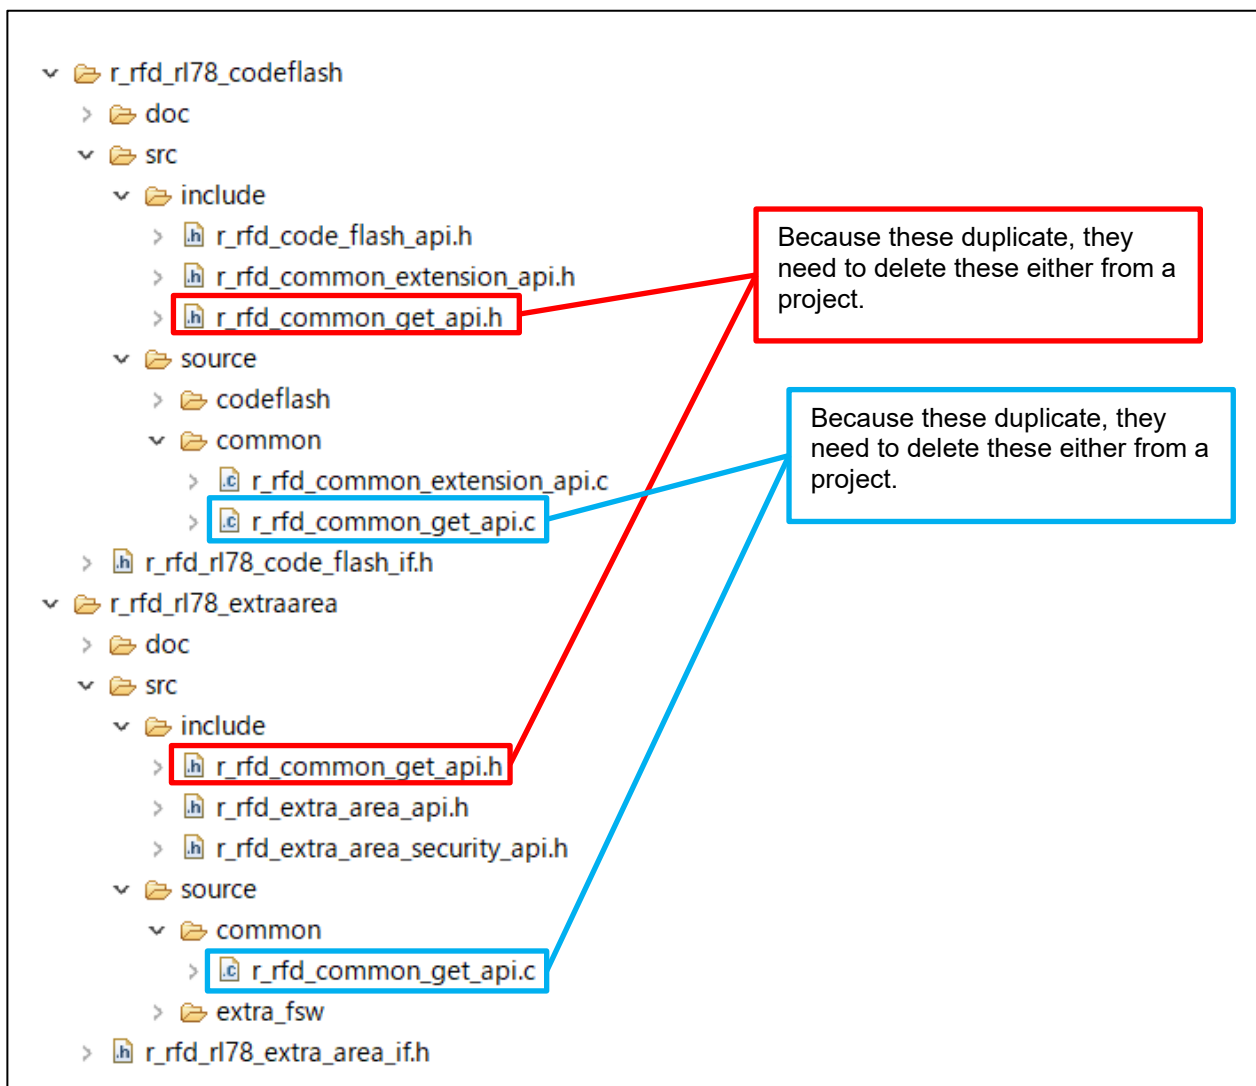 r_rfd_rl78_codeflash
doc
src
include
r_rfd_code_flash_api.h
r_rfd_common_extension_api.h
r_rfd_common_get_api.h
source
codeflash
common
r_rfd_common_extension_api.c
r_rfd_common_get_api.c
r_rfd_rl78_code_flash_if.h
r_rfd_rl78_extraarea
doc
src
include
r_rfd_common_get_api.h
r_rfd_extra_area_api.h
r_rfd_extra_area_security_api.h
source
common
r_rfd_common_get_api.c
extra_fsw
r_rfd_rl78_extra_area_if.h
Because these duplicate, they
need to delete these either from a
project.
Because these duplicate, they
need to delete these either from a
project.